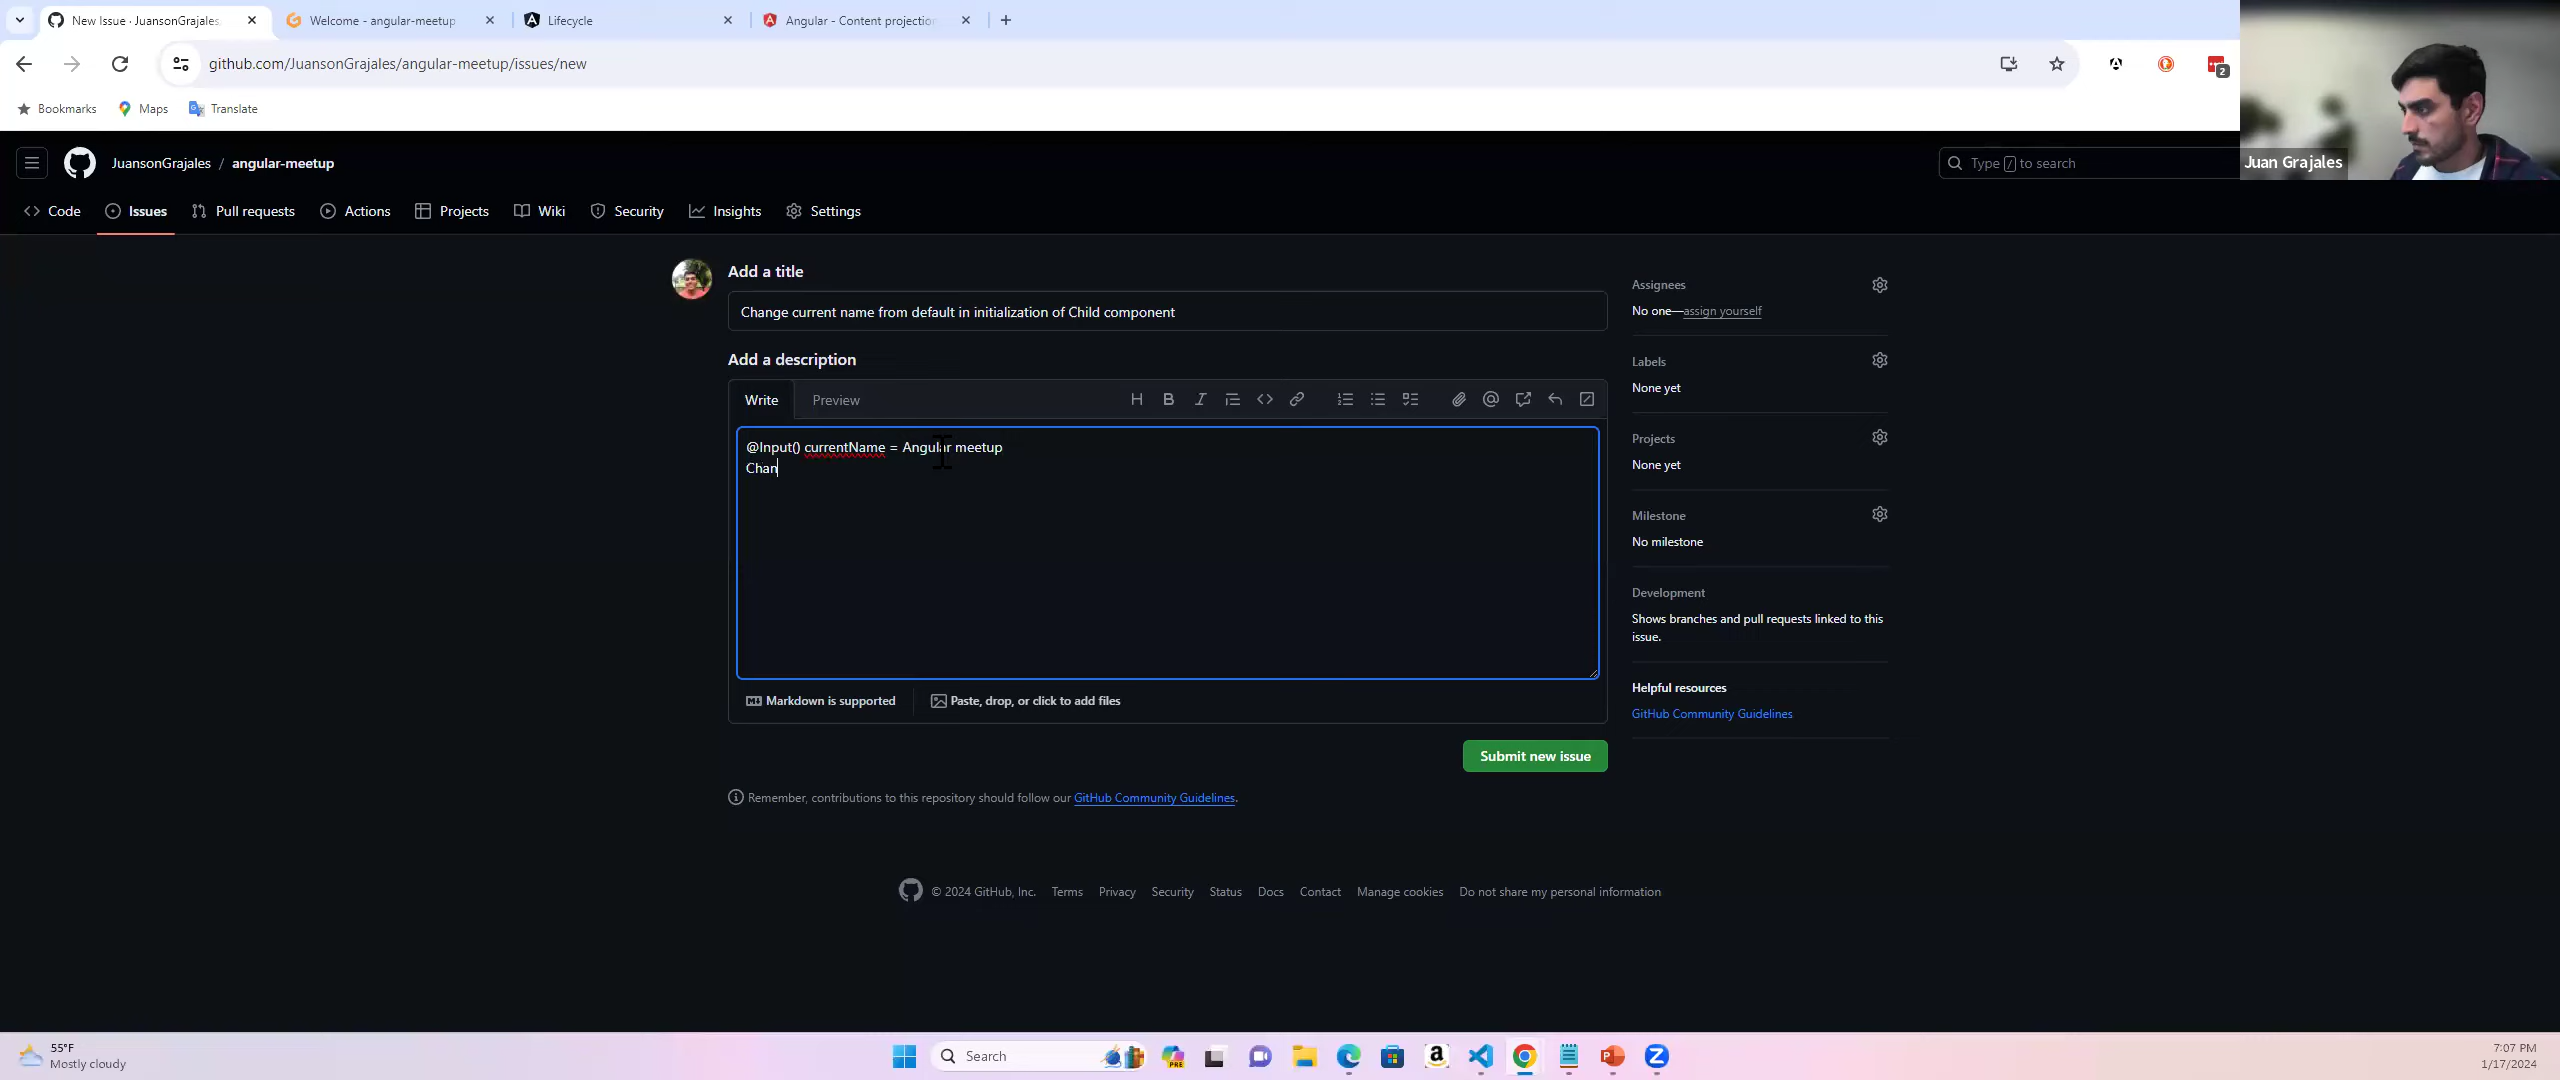 New Issue · JuansonGrajales
Welcome - angular-meetup
Lifecycle
Angular - Content projection
github.com/JuansonGrajales/angular-meetup/issues/new
2
Bookmarks
Maps
Translate
JuansonGrajales / angular-meetup
Type / to search
Juan Grajales
Code
Issues
Pull requests
Actions
Projects
Wiki
Security
Insights
Settings
Add a title
Change current name from default in initialization of Child component
Add a description
Write
Preview
@Input() currentName = Angular meetup
Chan
Markdown is supported
Paste, drop, or click to add files
Submit new issue
Remember, contributions to this repository should follow our GitHub Community Guidelines.
Assignees
No one—assign yourself
Labels
None yet
Projects
None yet
Milestone
No milestone
Development
Shows branches and pull requests linked to this
issue.
Helpful resources
GitHub Community Guidelines
© 2024 GitHub, Inc.
Terms
Privacy
Security
Status
Docs
Contact
Manage cookies
Do not share my personal information
55°F
Mostly cloudy
Search
PRE
7:07 PM
1/17/2024